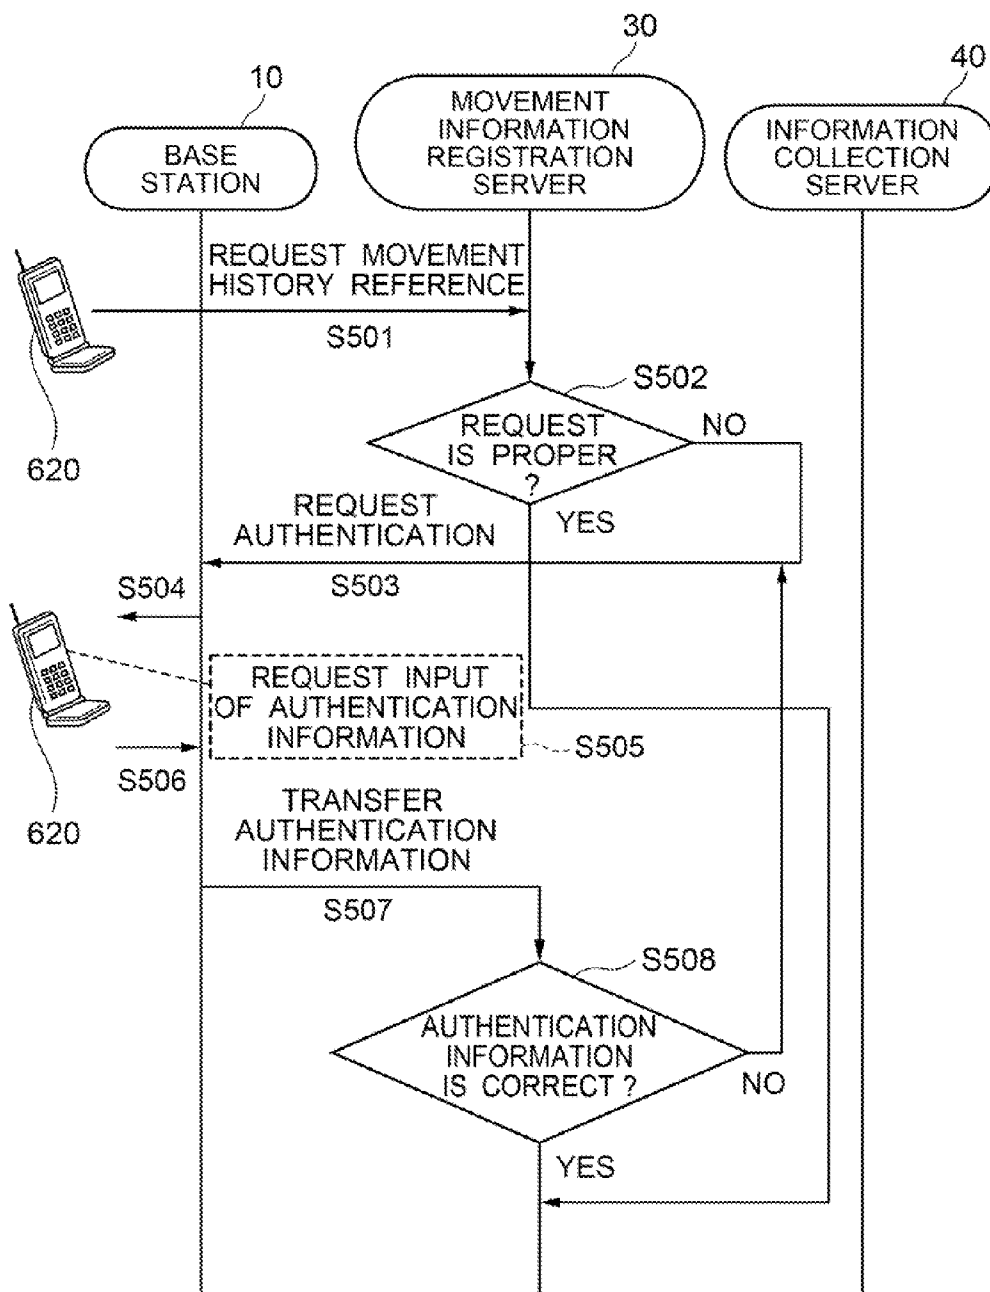 30
10
40
MOVEMENT
INFORMATION
REGISTRATION
SERVER
BASE
STATION
INFORMATION
COLLECTION
SERVER
REQUEST MOVEMENT
HISTORY REFERENCE
S501
620
S502
REQUEST
IS PROPER
?
NO
YES
REQUEST
AUTHENTICATION
S503
S504
REQUEST INPUT
OF AUTHENTICATION
INFORMATION
S505
S506
620
TRANSFER
AUTHENTICATION
INFORMATION
S507
S508
AUTHENTICATION
INFORMATION
IS CORRECT ?
NO
YES